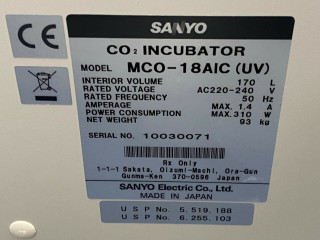 CE
SANYO
CO2 INCUBATOR
MODEL MCO-18AIC (UV)
INTERIOR VOLUME 170 L
RATED VOLTAGE AC220-240 V
RATED FREQUENCY 50 Hz
AMPERAGE MAX. 1.4 A
POWER CONSUMPTION MAX. 310 W
NET WEIGHT 93 kg
SERIAL NO. 10030071
Rx Only
1-1-1 Sakata, Oizumi-Machi, Ora-Gun
Gunma-Ken 370-0596 Japan
SANYO Electric Co., Ltd.
MADE IN JAPAN
U S P No. 5,519,188
U S P No. 6,255,103